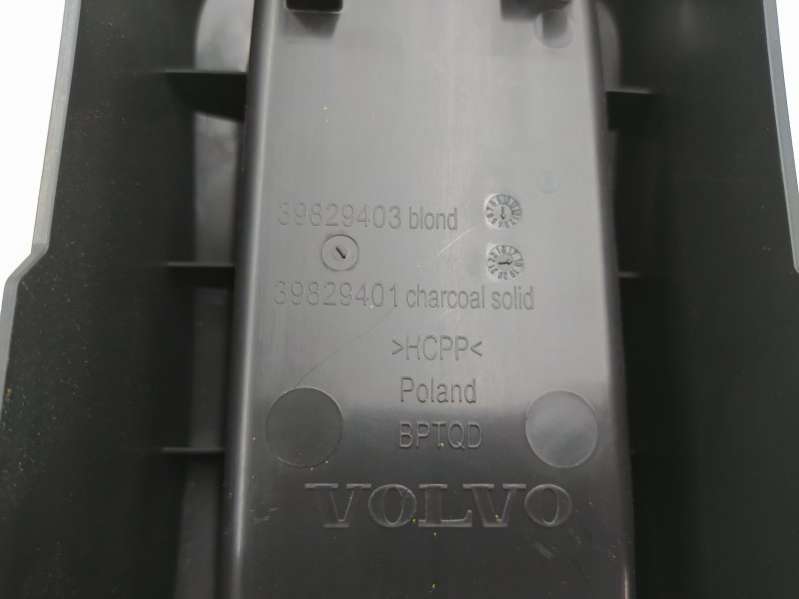 39829403 blond
39829401 charcoal solid
>HCPP<
Poland
BPTQD
VOLVO